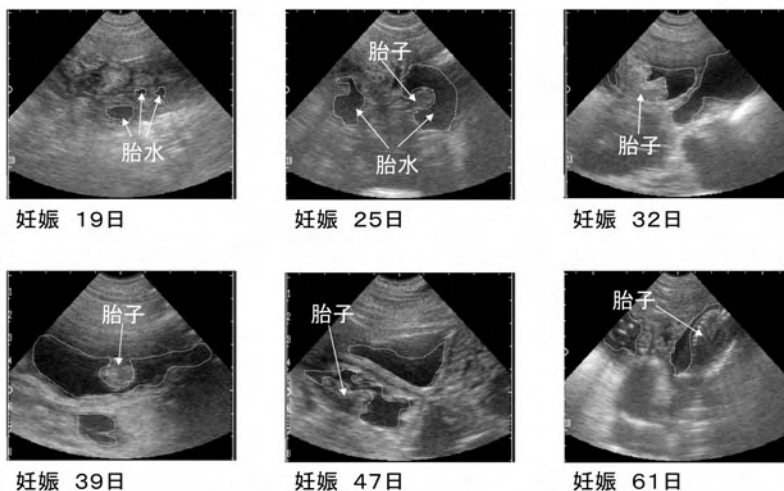 胎水
妊娠 19日
胎子
胎水
妊娠 25日
胎子
妊娠 32日
胎子
妊娠 39日
胎子
妊娠 47日
胎子
妊娠 61日